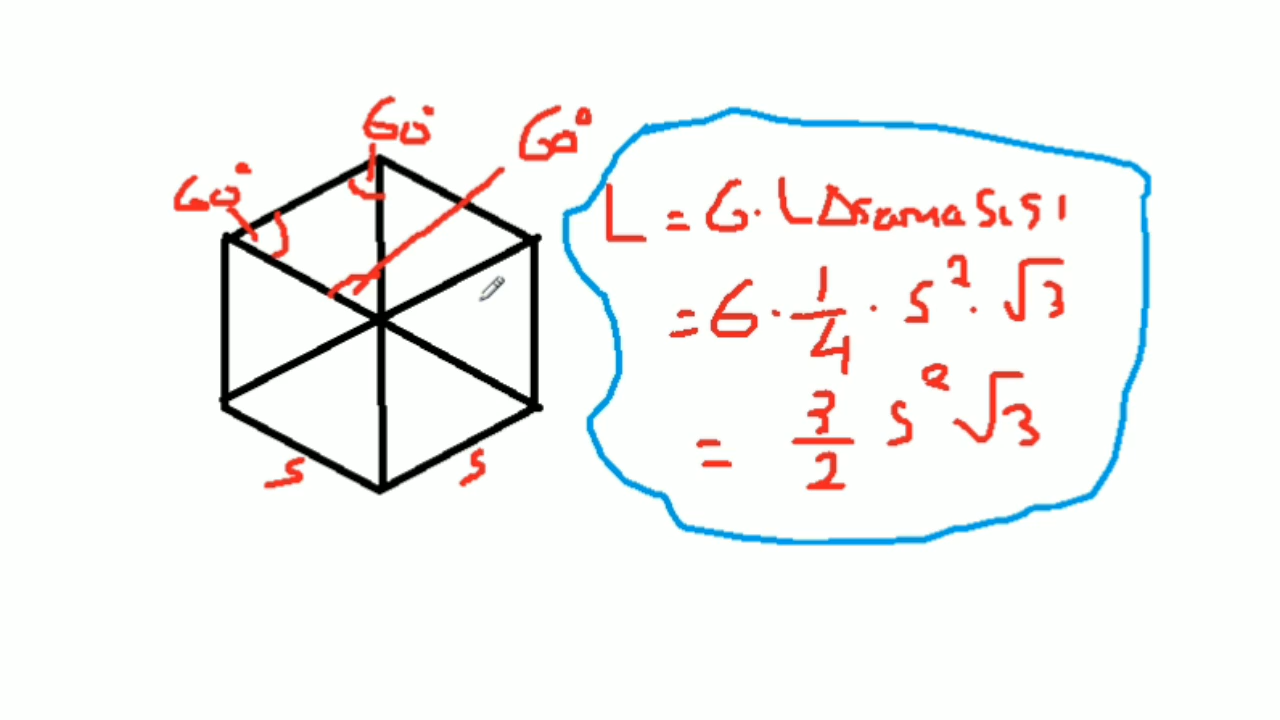 60°
60°
60°
L = 6 · L Δ sama sisi
= 6 · 1/4 · s² · √3
= 3/2 s² √3
s
s